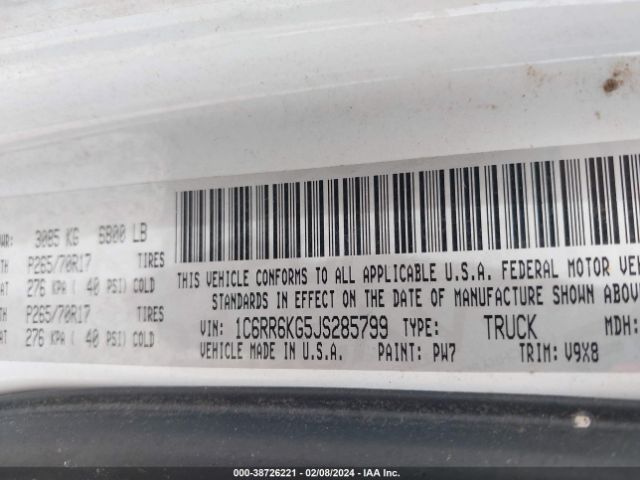 WR: 3085 KG 6800 LB
TH P265/70R17 TIRES
AT 276 KPA ( 40 PSI) COLD
TH P265/70R17 TIRES
AT 276 KPA ( 40 PSI) COLD
THIS VEHICLE CONFORMS TO ALL APPLICABLE U.S.A. FEDERAL MOTOR VEHIC
STANDARDS IN EFFECT ON THE DATE OF MANUFACTURE SHOWN ABOVE
VIN: 1C6RR6KG5JS285799 TYPE: TRUCK MDH:
VEHICLE MADE IN U.S.A. PAINT: PW7 TRIM: V9X8
000-38726221 - 02/08/2024 - IAA Inc.